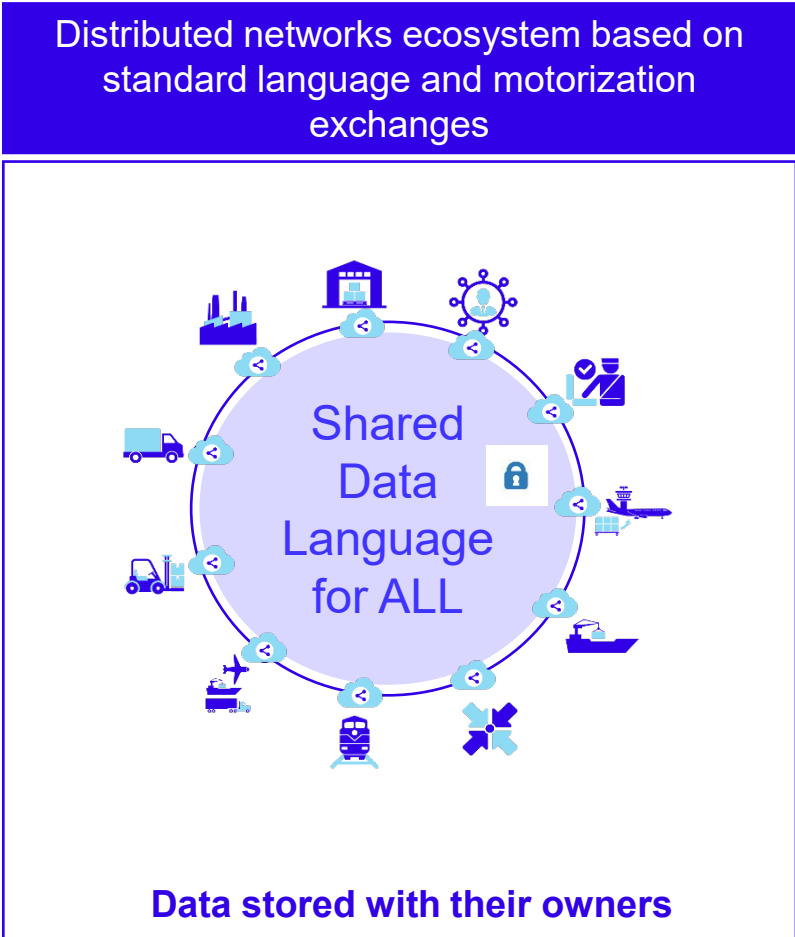 Distributed networks ecosystem based on
standard language and motorization
exchanges
Shared
Data
Language
for ALL
Data stored with their owners